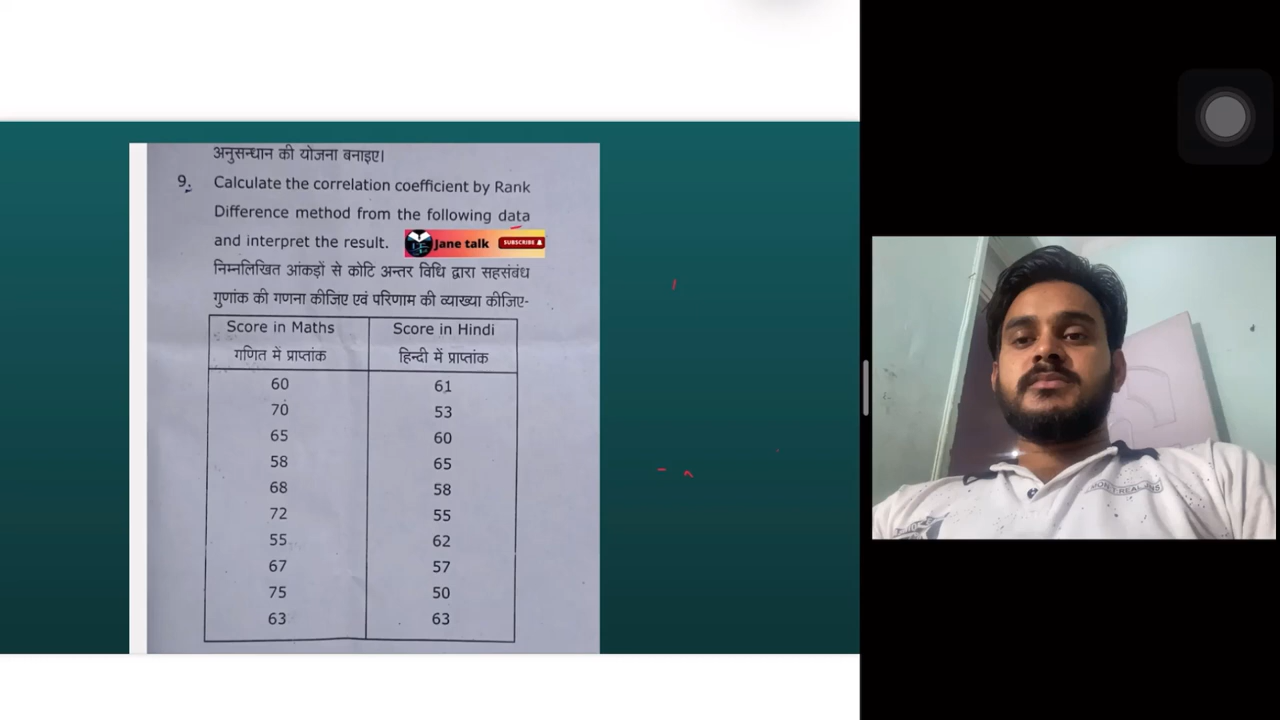 अनुसन्धान की योजना बनाइए।
9. Calculate the correlation coefficient by Rank
Difference method from the following data
and interpret the result.
Jane talk SUBSCRIBE
निम्नलिखित आंकड़ों से कोटि अन्तर विधि द्वारा सहसंबंध
गुणांक की गणना कीजिए एवं परिणाम की व्याख्या कीजिए-
Score in Maths Score in Hindi
गणित में प्राप्तांक हिन्दी में प्राप्तांक
60 61
70 53
65 60
58 65
68 58
72 55
55 62
67 57
75 50
63 63